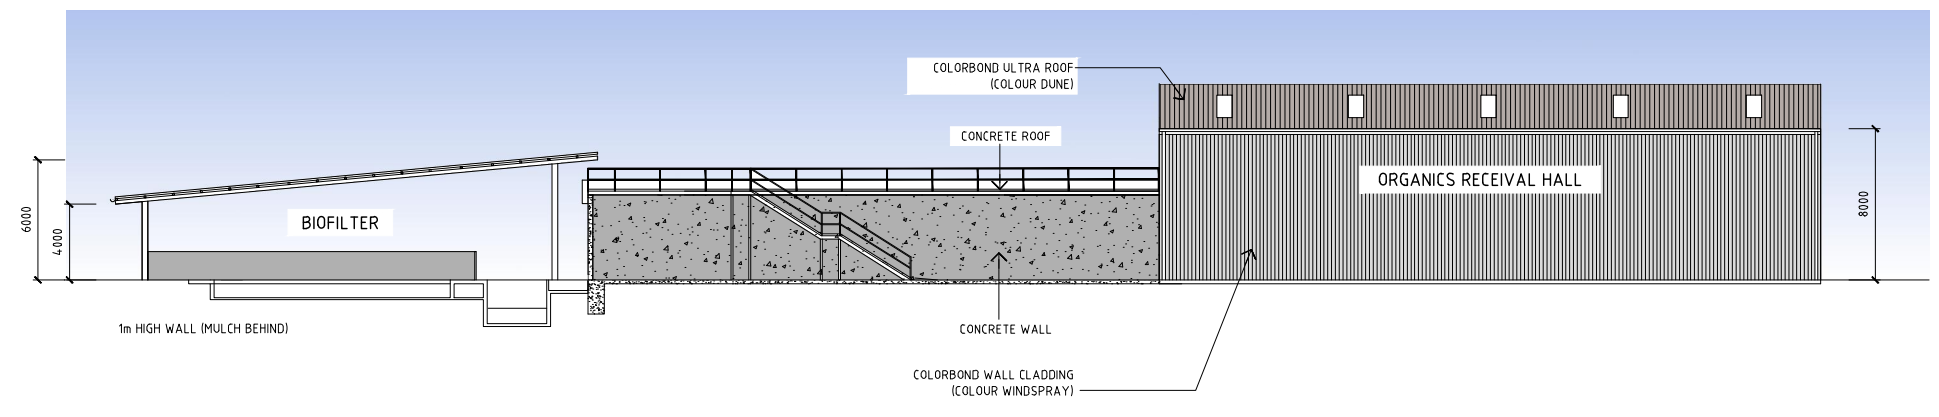 COLORBOND ULTRA ROOF
(COLOUR DUNE)
CONCRETE ROOF
ORGANICS RECEIVAL HALL
BIOFILTER
6000
4000
8000
1m HIGH WALL (MULCH BEHIND)
CONCRETE WALL
COLORBOND WALL CLADDING
(COLOUR WINDSPRAY)